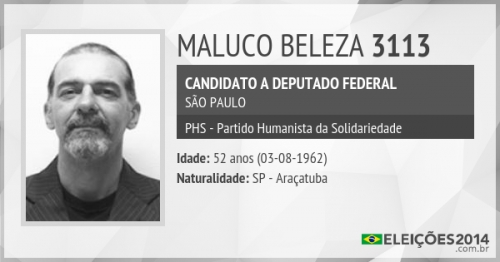 MALUCO BELEZA 3113
CANDIDATO A DEPUTADO FEDERAL
SÃO PAULO
PHS - Partido Humanista da Solidariedade
Idade: 52 anos (03-08-1962)
Naturalidade: SP - Araçatuba
ELEIÇÕES2014
.com.br